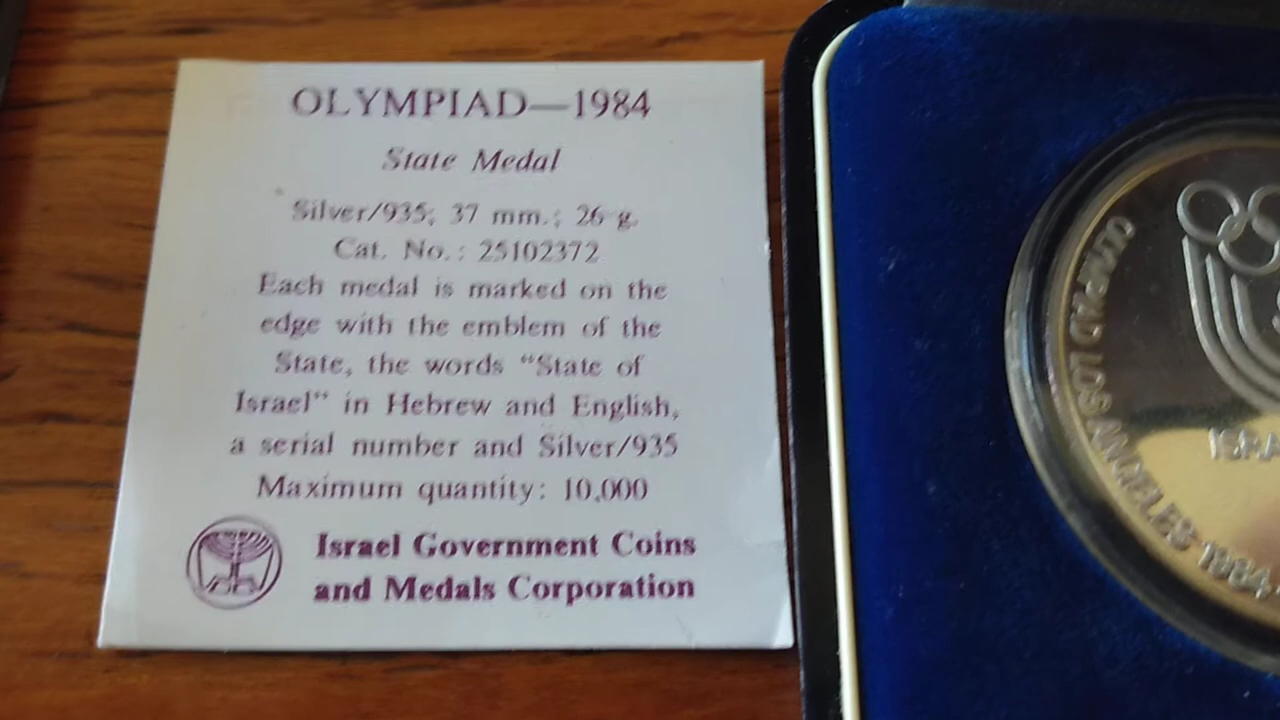 OLYMPIAD—1984
State Medal
Silver/935; 37 mm.; 26 g.
Cat. No.: 25102372
Each medal is marked on the
edge with the emblem of the
State, the words "State of
Israel" in Hebrew and English,
a serial number and Silver/935
Maximum quantity: 10,000
Israel Government Coins
and Medals Corporation
OLYMPIAD LOS ANGELES 1984
ISRA